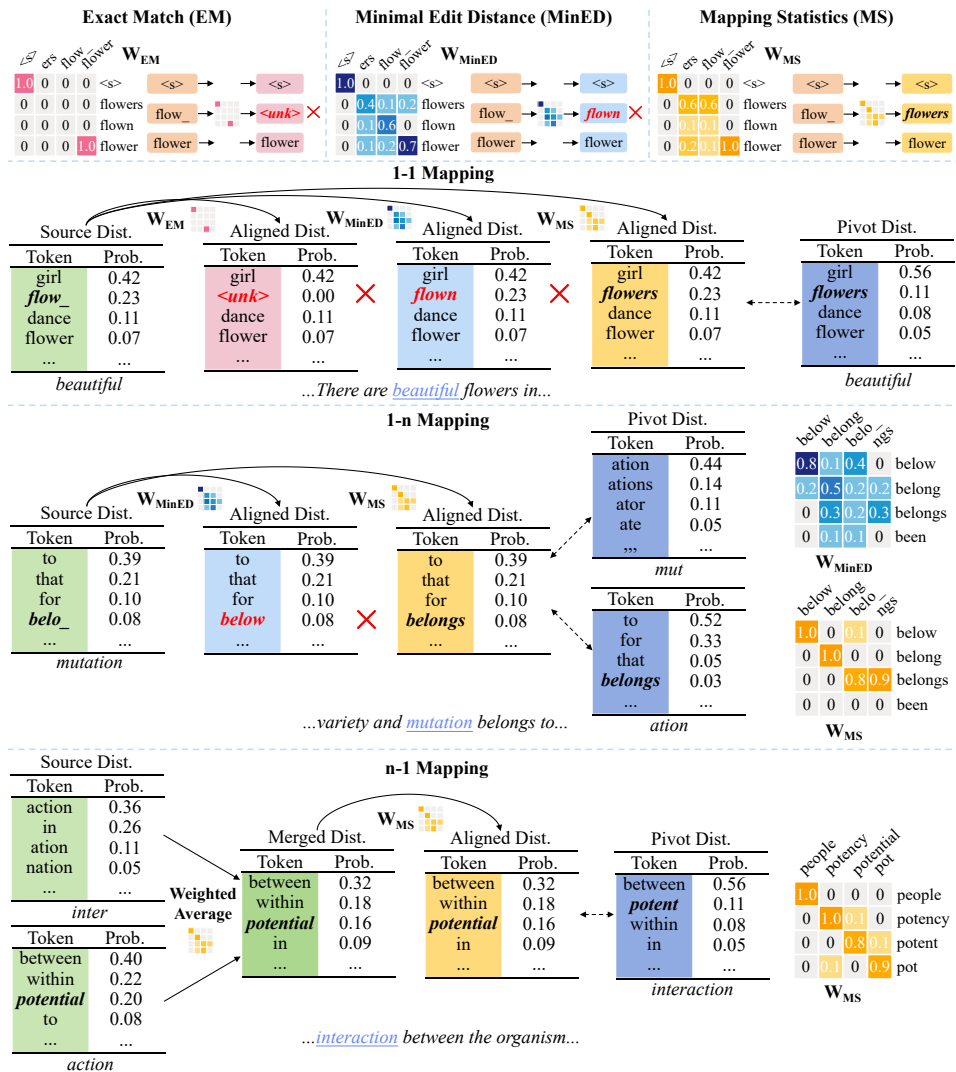 Exact Match (EM)
Minimal Edit Distance (MinED)
Mapping Statistics (MS)
<s> ers flow_ flower
W_EM
1.0 0 0 0 <s>
0 0 0 0 flowers
0 0 0 0 flown
0 0 0 1.0 flower
<s> <s>
flow_ <unk>
flower flower
<s> ers flow_ flower
W_MinED
1.0 0 0 0 <s>
0 0.4 0.1 0.2 flowers
0 0.1 0.6 0 flown
0 0.1 0.2 0.7 flower
<s> <s>
flow_ flown
flower flower
<s> ers flow_ flower
W_MS
1.0 0 0 0 <s>
0 0.6 0.6 0 flowers
0 0.1 0.1 0 flown
0 0.2 0.1 1.0 flower
<s> <s>
flow_ flowers
flower flower
1-1 Mapping
W_EM
W_MinED
W_MS
Source Dist.
Token Prob.
girl 0.42
flow_ 0.23
dance 0.11
flower 0.07
... ...
beautiful
Aligned Dist.
Token Prob.
girl 0.42
<unk> 0.00
dance 0.11
flower 0.07
... ...
Aligned Dist.
Token Prob.
girl 0.42
flown 0.23
dance 0.11
flower 0.07
... ...
Aligned Dist.
Token Prob.
girl 0.42
flowers 0.23
dance 0.11
flower 0.07
... ...
Pivot Dist.
Token Prob.
girl 0.56
flowers 0.11
dance 0.08
flower 0.05
... ...
beautiful
...There are beautiful flowers in...
1-n Mapping
W_MinED
W_MS
Source Dist.
Token Prob.
to 0.39
that 0.21
for 0.10
belo_ 0.08
... ...
mutation
Aligned Dist.
Token Prob.
to 0.39
that 0.21
for 0.10
below 0.08
... ...
Aligned Dist.
Token Prob.
to 0.39
that 0.21
for 0.10
belongs 0.08
... ...
Pivot Dist.
Token Prob.
ation 0.44
ations 0.14
ator 0.11
ate 0.05
,,, ...
mut
Token Prob.
to 0.52
for 0.33
that 0.05
belongs 0.03
... ...
ation
below belong belo_ ngs
0.8 0.1 0.4 0 below
0.2 0.5 0.2 0.2 belong
0 0.3 0.2 0.3 belongs
0 0.1 0.1 0 been
W_MinED
below belong belo_ ngs
1.0 0 0.1 0 below
0 1.0 0 0 belong
0 0 0.8 0.9 belongs
0 0 0 0 been
W_MS
...variety and mutation belongs to...
n-1 Mapping
Source Dist.
Token Prob.
action 0.36
in 0.26
ation 0.11
nation 0.05
... ...
inter
Token Prob.
between 0.40
within 0.22
potential 0.20
to 0.08
... ...
action
Weighted
Average
W_MS
Merged Dist.
Token Prob.
between 0.32
within 0.18
potential 0.16
in 0.09
... ...
Aligned Dist.
Token Prob.
between 0.32
within 0.18
potential 0.16
in 0.09
... ...
Pivot Dist.
Token Prob.
between 0.56
potent 0.11
within 0.08
in 0.05
... ...
interaction
people potency potential pot
1.0 0 0 0 people
0 1.0 0.1 0 potency
0 0 0.8 0.1 potent
0 0.1 0 0.9 pot
W_MS
...interaction between the organism...